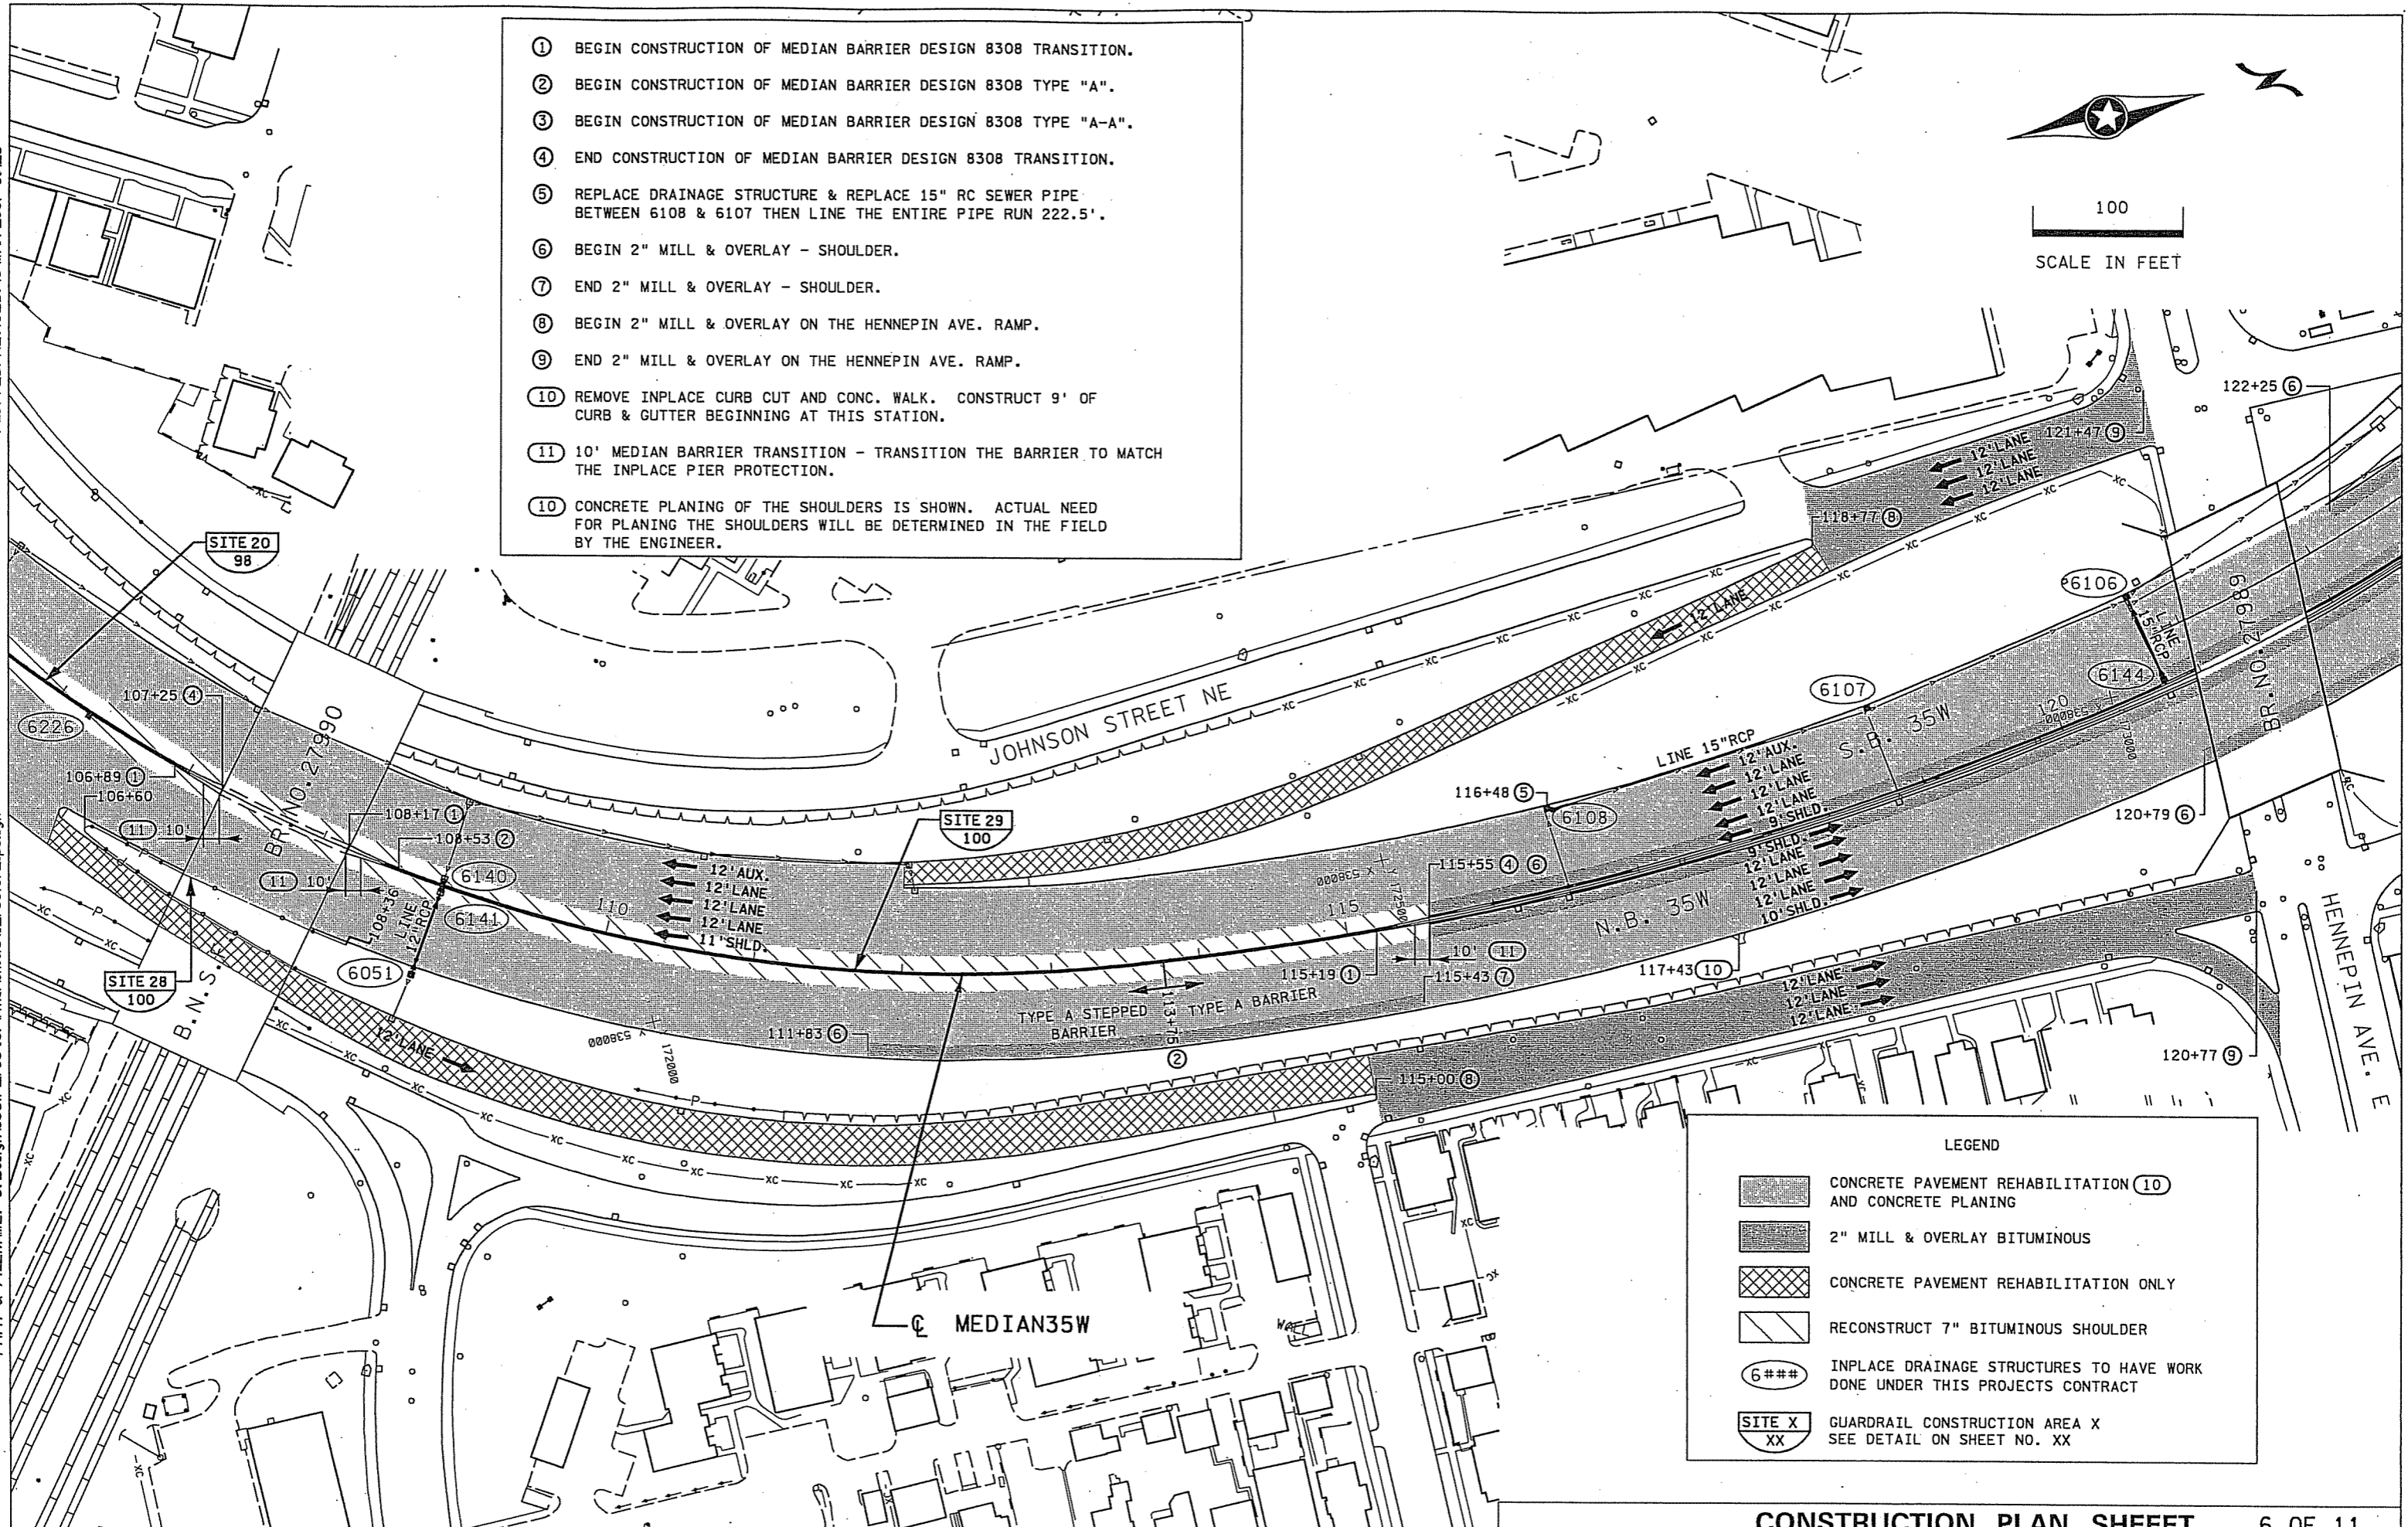 ① BEGIN CONSTRUCTION OF MEDIAN BARRIER DESIGN 8308 TRANSITION.
② BEGIN CONSTRUCTION OF MEDIAN BARRIER DESIGN 8308 TYPE "A".
③ BEGIN CONSTRUCTION OF MEDIAN BARRIER DESIGN 8308 TYPE "A-A".
④ END CONSTRUCTION OF MEDIAN BARRIER DESIGN 8308 TRANSITION.
⑤ REPLACE DRAINAGE STRUCTURE & REPLACE 15" RC SEWER PIPE
BETWEEN 6108 & 6107 THEN LINE THE ENTIRE PIPE RUN 222.5'.
⑥ BEGIN 2" MILL & OVERLAY - SHOULDER.
⑦ END 2" MILL & OVERLAY - SHOULDER.
⑧ BEGIN 2" MILL & OVERLAY ON THE HENNEPIN AVE. RAMP.
⑨ END 2" MILL & OVERLAY ON THE HENNEPIN AVE. RAMP.
⑩ REMOVE INPLACE CURB CUT AND CONC. WALK. CONSTRUCT 9' OF
CURB & GUTTER BEGINNING AT THIS STATION.
⑪ 10' MEDIAN BARRIER TRANSITION - TRANSITION THE BARRIER TO MATCH
THE INPLACE PIER PROTECTION.
⑩ CONCRETE PLANING OF THE SHOULDERS IS SHOWN. ACTUAL NEED
FOR PLANING THE SHOULDERS WILL BE DETERMINED IN THE FIELD
BY THE ENGINEER.
100
SCALE IN FEET
122+25 ⑥
121+47 ⑨
12'LANE
12'LANE
12'LANE
118+77 ⑧
SITE 20
98
12'LANE
6106
LINE
15"RCP
BR. NO. 27989
6144
6107
107+25 ④
6226
BR. NO. 27990
JOHNSON STREET NE
S.B. 35W
120
X 538000
173000
LINE 15"RCP
12'AUX.
12'LANE
12'LANE
12'LANE
9'SHLD.
9'SHLD.
12'LANE
12'LANE
12'LANE
10'SHLD.
106+89 ①
106+60
⑪ 10'
108+17 ①
108+53 ②
SITE 29
100
116+48 ⑤
6108
120+79 ⑥
⑪ 10'
6140
6141
108+36
LINE
12"RCP
110
12'AUX.
12'LANE
12'LANE
12'LANE
11'SHLD.
X 538000
Y 172500
115
115+55 ④ ⑥
N.B. 35W
HENNEPIN AVE. E
SITE 28
100
6051
B.N.S.F.
10' ⑪
115+19 ①
115+43 ⑦
117+43 ⑩
TYPE A STEPPED
BARRIER
TYPE A BARRIER
113+75
②
12'LANE
12'LANE
12'LANE
111+83 ⑥
X 538000
172000
12'LANE
115+00 ⑧
120+77 ⑨
℄ MEDIAN35W
LEGEND
CONCRETE PAVEMENT REHABILITATION ⑩
AND CONCRETE PLANING
2" MILL & OVERLAY BITUMINOUS
CONCRETE PAVEMENT REHABILITATION ONLY
RECONSTRUCT 7" BITUMINOUS SHOULDER
6### INPLACE DRAINAGE STRUCTURES TO HAVE WORK
DONE UNDER THIS PROJECTS CONTRACT
SITE X
XX
GUARDRAIL CONSTRUCTION AREA X
SEE DETAIL ON SHEET NO. XX
CONSTRUCTION PLAN SHEEET 6 OF 11